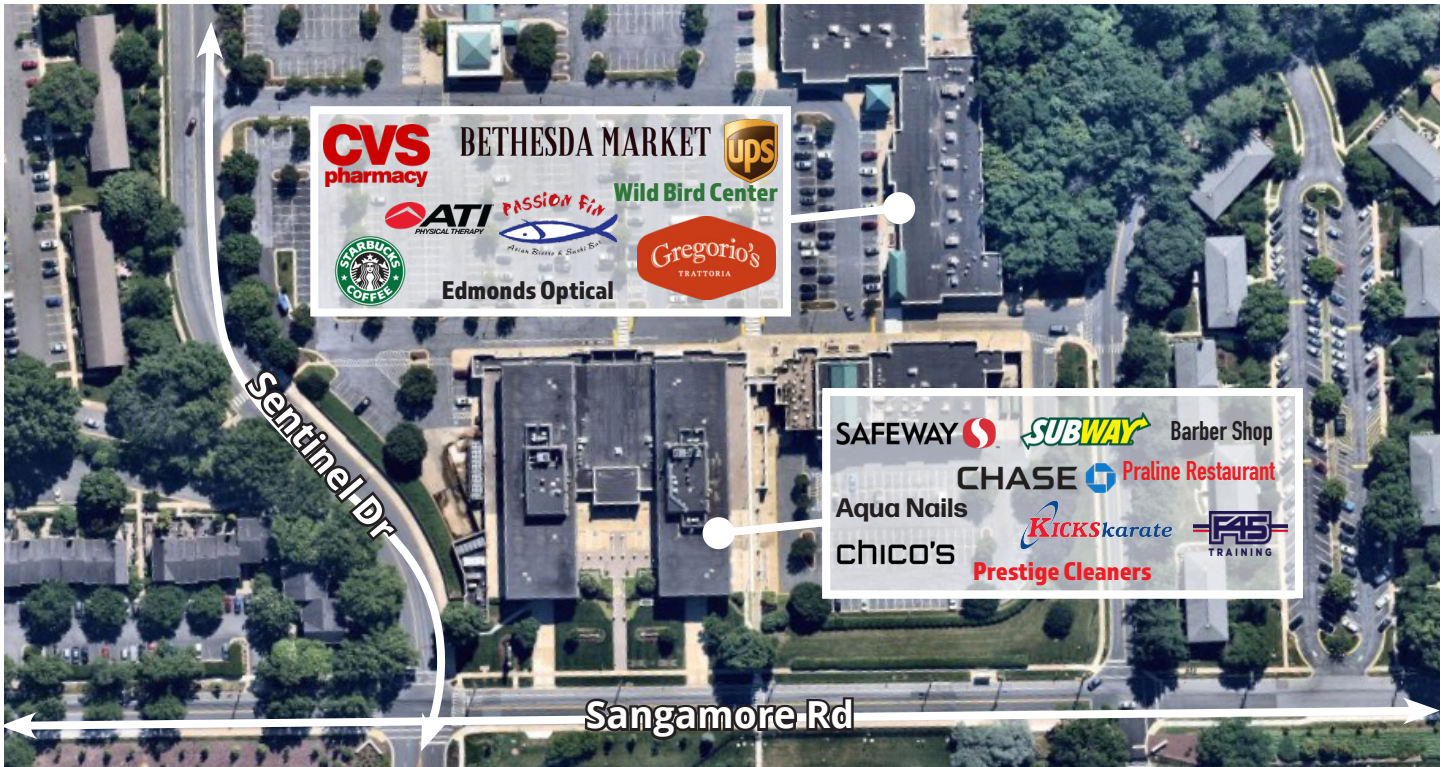 CVS
pharmacy
BETHESDA MARKET
ups
Wild Bird Center
ATI
PHYSICAL THERAPY
PASSION FIN
Asian Bistro & Sushi Bar
Gregorio's
TRATTORIA
STARBUCKS
COFFEE
Edmonds Optical
Sentinel Dr
SAFEWAY
SUBWAY
Barber Shop
CHASE
Praline Restaurant
Aqua Nails
KICKSkarate
F45
TRAINING
chico's
Prestige Cleaners
Sangamore Rd